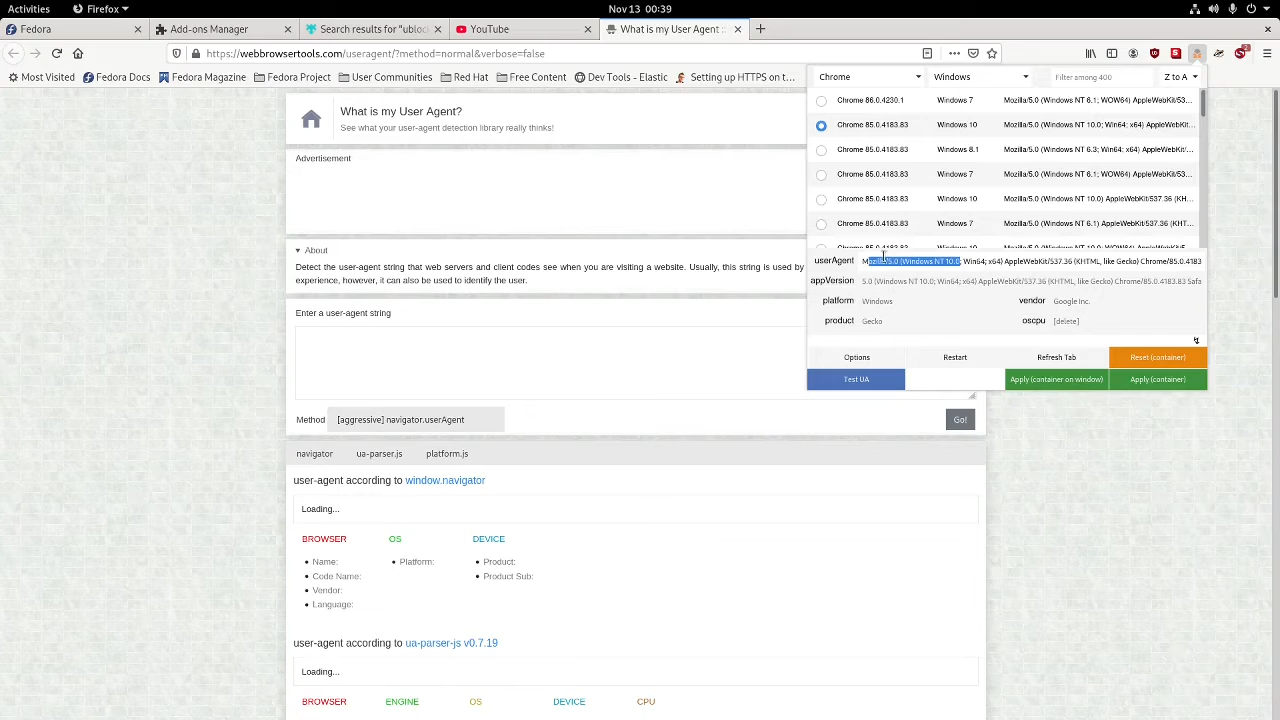 Activities
Firefox
Nov 13 00:39
Fedora
Add-ons Manager
Search results for "ublock
YouTube
What is my User Agent ::
https://webbrowsertools.com/useragent/?method=normal&verbose=false
Most Visited
Fedora Docs
Fedora Magazine
Fedora Project
User Communities
Red Hat
Free Content
Dev Tools - Elastic
Setting up HTTPS on t...
What is my User Agent?
See what your user-agent detection library really thinks!
Advertisement
About
Detect the user-agent string that web servers and client codes see when you are visiting a website. Usually, this string is used by
experience, it can also be used to identify the user.
Enter a user-agent string
Method
[aggressive] navigator.userAgent
Go!
navigator
ua-parser.js
platform.js
user-agent according to window.navigator
Loading...
BROWSER
OS
DEVICE
Name:
Platform:
Product:
Code Name:
Product Sub:
Vendor:
Language:
user-agent according to ua-parser-js v0.7.19
Loading...
BROWSER
ENGINE
OS
DEVICE
CPU
Chrome
Windows
Filter among 400
Z to A
Chrome 86.0.4230.1 Windows 7 Mozilla/5.0 (Windows NT 6.1; WOW64) AppleWebKit/53...
Chrome 85.0.4183.83 Windows 10 Mozilla/5.0 (Windows NT 10.0; Win64; x64) AppleWebKit...
Chrome 85.0.4183.83 Windows 8.1 Mozilla/5.0 (Windows NT 6.3; Win64; x64) AppleWebKit/...
Chrome 85.0.4183.83 Windows 7 Mozilla/5.0 (Windows NT 6.1; WOW64) AppleWebKit/53...
Chrome 85.0.4183.83 Windows 10 Mozilla/5.0 (Windows NT 10.0) AppleWebKit/537.36 (KH...
Chrome 85.0.4183.83 Windows 7 Mozilla/5.0 (Windows NT 6.1) AppleWebKit/537.36 (KHT...
userAgent Mozilla/5.0 (Windows NT 10.0; Win64; x64) AppleWebKit/537.36 (KHTML, like Gecko) Chrome/85.0.4183
appVersion 5.0 (Windows NT 10.0; Win64; x64) AppleWebKit/537.36 (KHTML, like Gecko) Chrome/85.0.4183.83 Safa
platform Windows vendor Google Inc.
product Gecko oscpu [delete]
Options
Restart
Refresh Tab
Reset (container)
Test UA
Apply (container on window)
Apply (container)